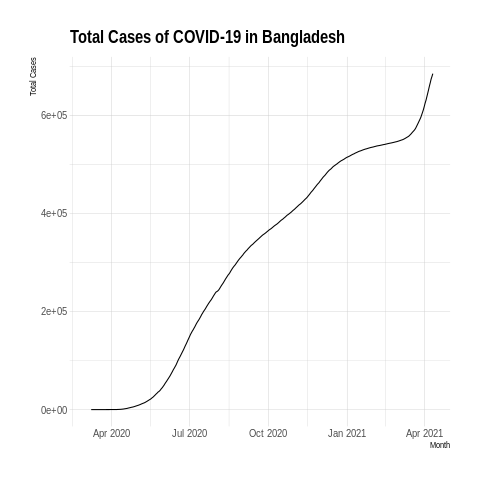 Total Cases of COVID-19 in Bangladesh
Total Cases
6e+05
4e+05
2e+05
0e+00
Apr 2020 Jul 2020 Oct 2020 Jan 2021 Apr 2021
Month